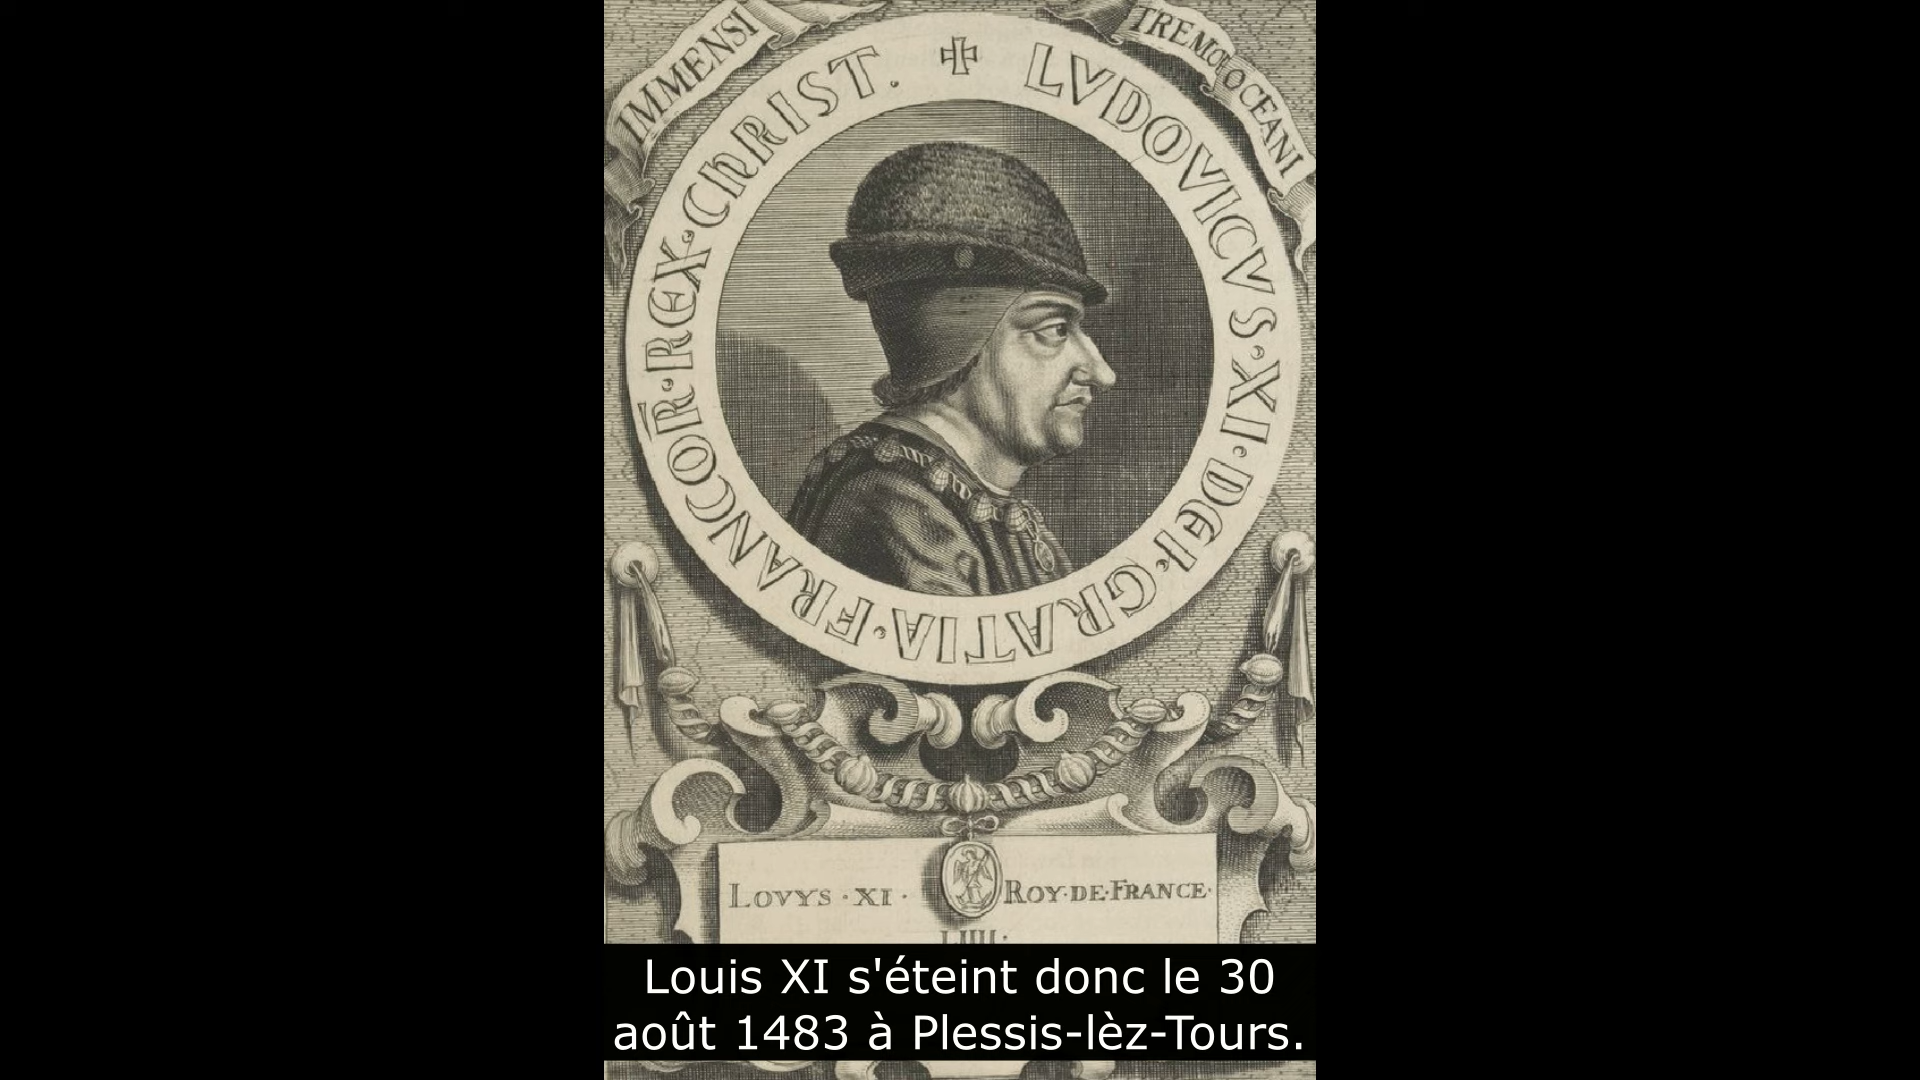 IMMENSI
TREMOR OCEANI
✠ LVDOVICVS·XI·DEI·GRATIA·FRANCOR̄·REX·ChRIST.
LOVYS·XI· ROY·DE·FRANCE·
LIIII·
Louis XI s'éteint donc le 30
août 1483 à Plessis-lèz-Tours.